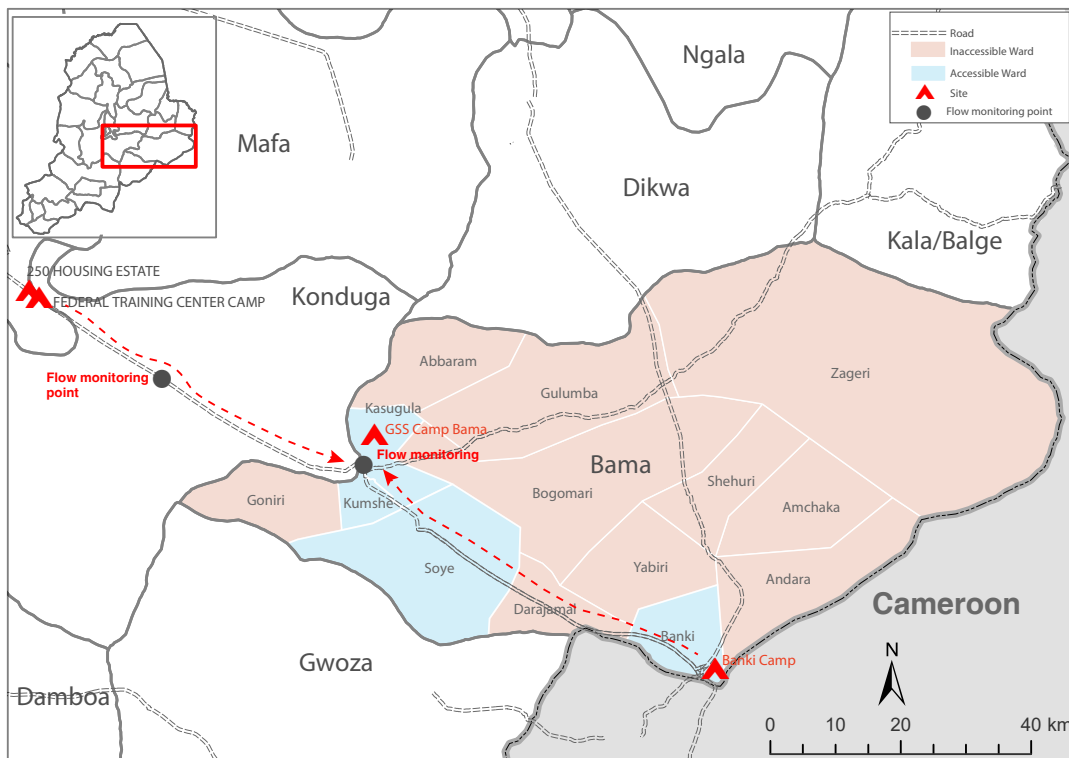 Road
Inaccessible Ward
Accessible Ward
Site
Flow monitoring point
Ngala
Mafa
Dikwa
Kala/Balge
250 HOUSING ESTATE
FEDERAL TRAINING CENTER CAMP
Konduga
Abbaram
Zageri
Flow monitoring
point
Gulumba
Kasugula
GSS Camp Bama
Flow monitoring
Bama
Shehuri
Goniri
Kumshe
Bogomari
Amchaka
Soye
Yabiri
Andara
Darajamal
Cameroon
Banki
Gwoza
Banki Camp
N
Damboa
0 10 20 40 km